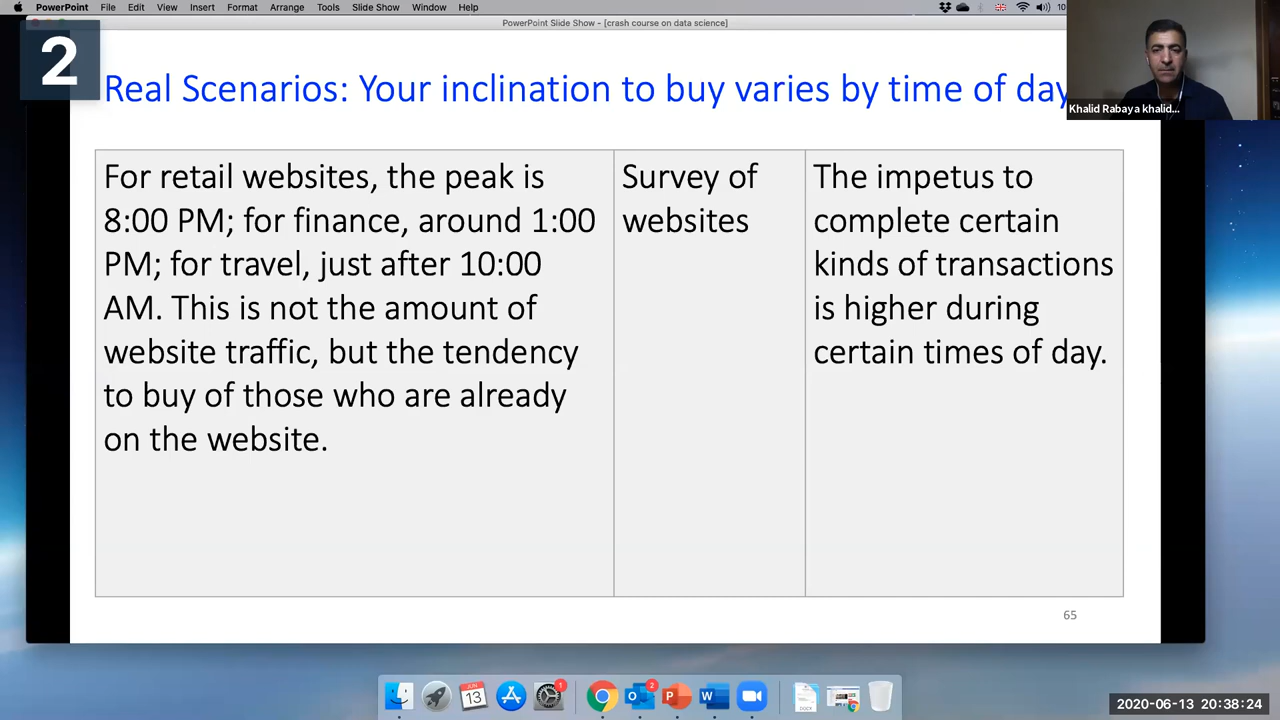 PowerPoint File Edit View Insert Format Arrange Tools Slide Show Window Help
PowerPoint Slide Show - [crash course on data science]
2
Real Scenarios: Your inclination to buy varies by time of day
Khalid Rabaya khalid...
For retail websites, the peak is
8:00 PM; for finance, around 1:00
PM; for travel, just after 10:00
AM. This is not the amount of
website traffic, but the tendency
to buy of those who are already
on the website.
Survey of
websites
The impetus to
complete certain
kinds of transactions
is higher during
certain times of day.
65
JUN
13
1
2
2020-06-13 20:38:24